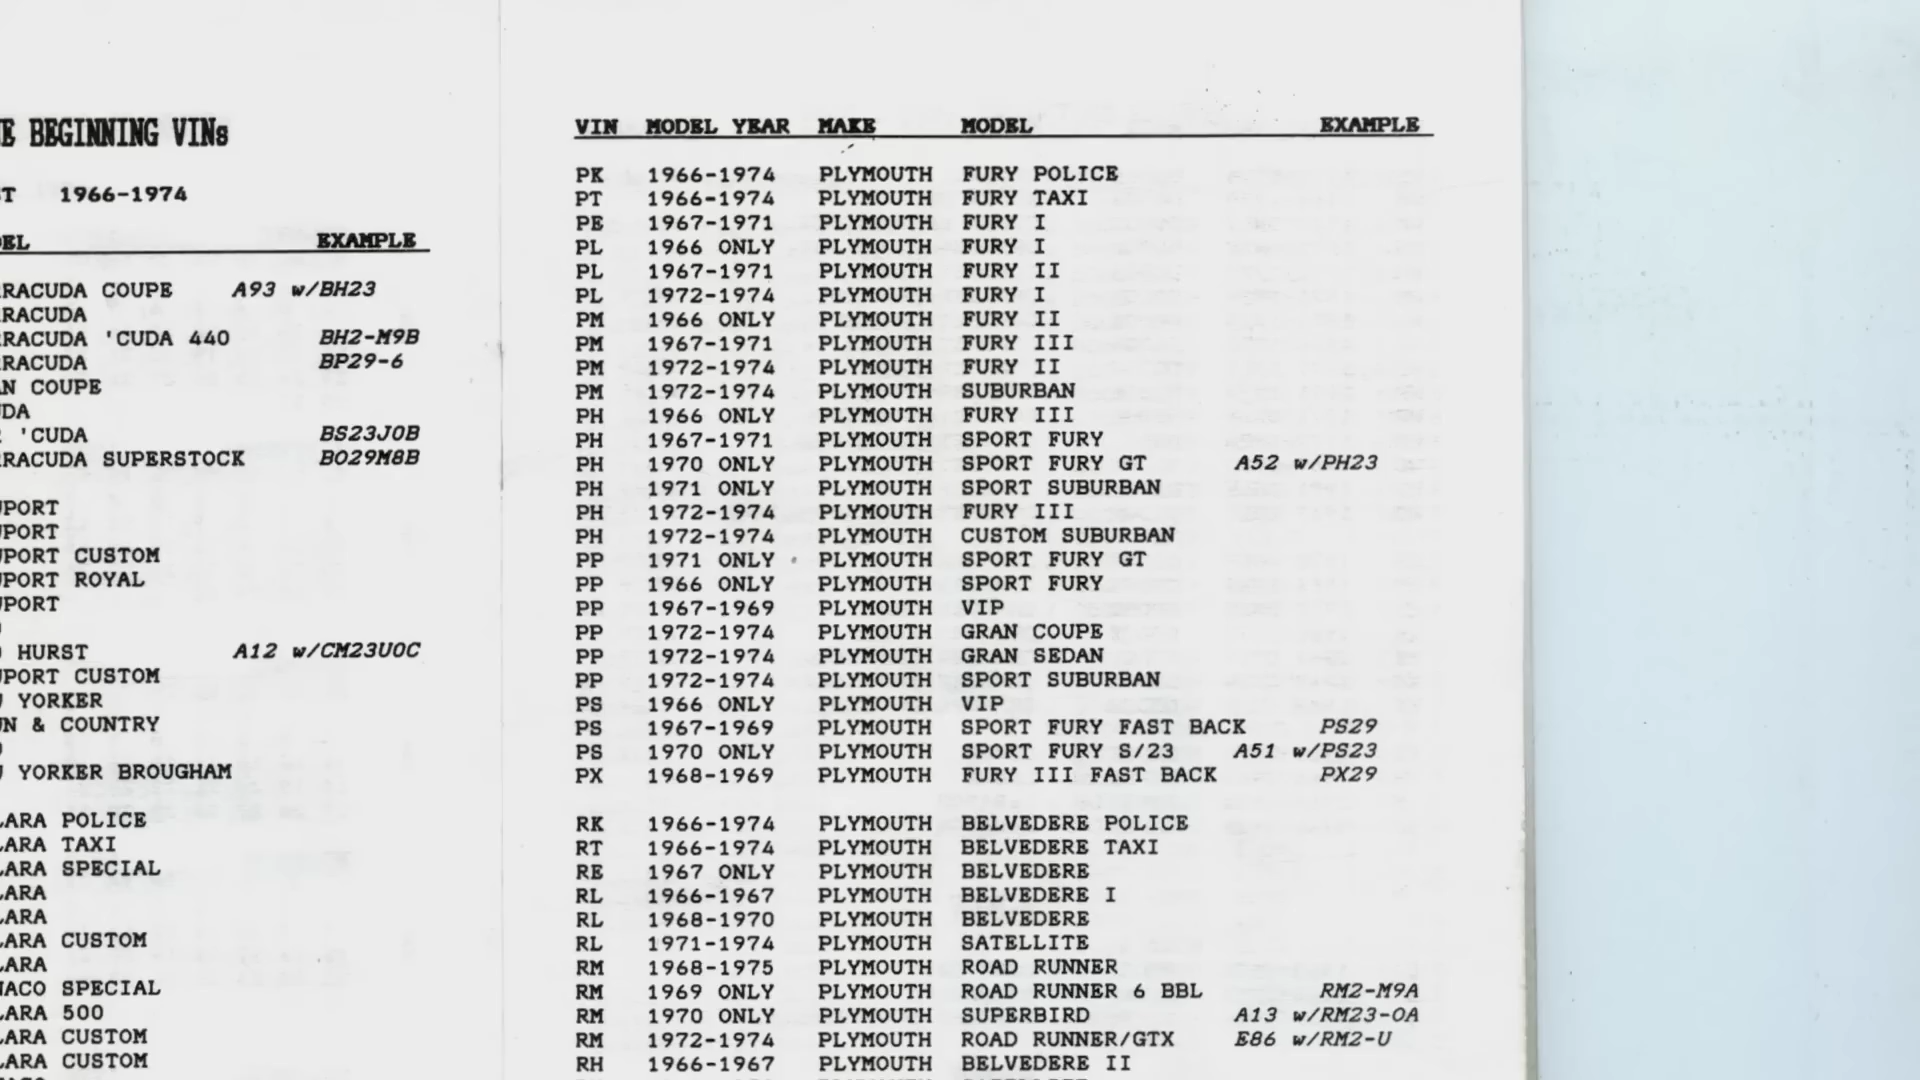 E BEGINNING VINs
1966-1974
EXAMPLE
RACUDA COUPE A93 w/BH23
RACUDA
RACUDA 'CUDA 440 BH2-M9B
RACUDA BP29-6
N COUPE
DA
'CUDA BS23J0B
RACUDA SUPERSTOCK BO29M8B
PORT
PORT
PORT CUSTOM
PORT ROYAL
PORT
HURST A12 w/CM23U0C
PORT CUSTOM
YORKER
N & COUNTRY
YORKER BROUGHAM
ARA POLICE
ARA TAXI
ARA SPECIAL
ARA
ARA
ARA CUSTOM
ARA
ACO SPECIAL
ARA 500
ARA CUSTOM
ARA CUSTOM
VIN MODEL YEAR MAKE MODEL EXAMPLE
PK 1966-1974 PLYMOUTH FURY POLICE
PT 1966-1974 PLYMOUTH FURY TAXI
PE 1967-1971 PLYMOUTH FURY I
PL 1966 ONLY PLYMOUTH FURY I
PL 1967-1971 PLYMOUTH FURY II
PL 1972-1974 PLYMOUTH FURY I
PM 1966 ONLY PLYMOUTH FURY II
PM 1967-1971 PLYMOUTH FURY III
PM 1972-1974 PLYMOUTH FURY II
PM 1972-1974 PLYMOUTH SUBURBAN
PH 1966 ONLY PLYMOUTH FURY III
PH 1967-1971 PLYMOUTH SPORT FURY
PH 1970 ONLY PLYMOUTH SPORT FURY GT A52 w/PH23
PH 1971 ONLY PLYMOUTH SPORT SUBURBAN
PH 1972-1974 PLYMOUTH FURY III
PH 1972-1974 PLYMOUTH CUSTOM SUBURBAN
PP 1971 ONLY PLYMOUTH SPORT FURY GT
PP 1966 ONLY PLYMOUTH SPORT FURY
PP 1967-1969 PLYMOUTH VIP
PP 1972-1974 PLYMOUTH GRAN COUPE
PP 1972-1974 PLYMOUTH GRAN SEDAN
PP 1972-1974 PLYMOUTH SPORT SUBURBAN
PS 1966 ONLY PLYMOUTH VIP
PS 1967-1969 PLYMOUTH SPORT FURY FAST BACK PS29
PS 1970 ONLY PLYMOUTH SPORT FURY S/23 A51 w/PS23
PX 1968-1969 PLYMOUTH FURY III FAST BACK PX29
RK 1966-1974 PLYMOUTH BELVEDERE POLICE
RT 1966-1974 PLYMOUTH BELVEDERE TAXI
RE 1967 ONLY PLYMOUTH BELVEDERE
RL 1966-1967 PLYMOUTH BELVEDERE I
RL 1968-1970 PLYMOUTH BELVEDERE
RL 1971-1974 PLYMOUTH SATELLITE
RM 1968-1975 PLYMOUTH ROAD RUNNER
RM 1969 ONLY PLYMOUTH ROAD RUNNER 6 BBL RM2-M9A
RM 1970 ONLY PLYMOUTH SUPERBIRD A13 w/RM23-OA
RM 1972-1974 PLYMOUTH ROAD RUNNER/GTX E86 w/RM2-U
RH 1966-1967 PLYMOUTH BELVEDERE II